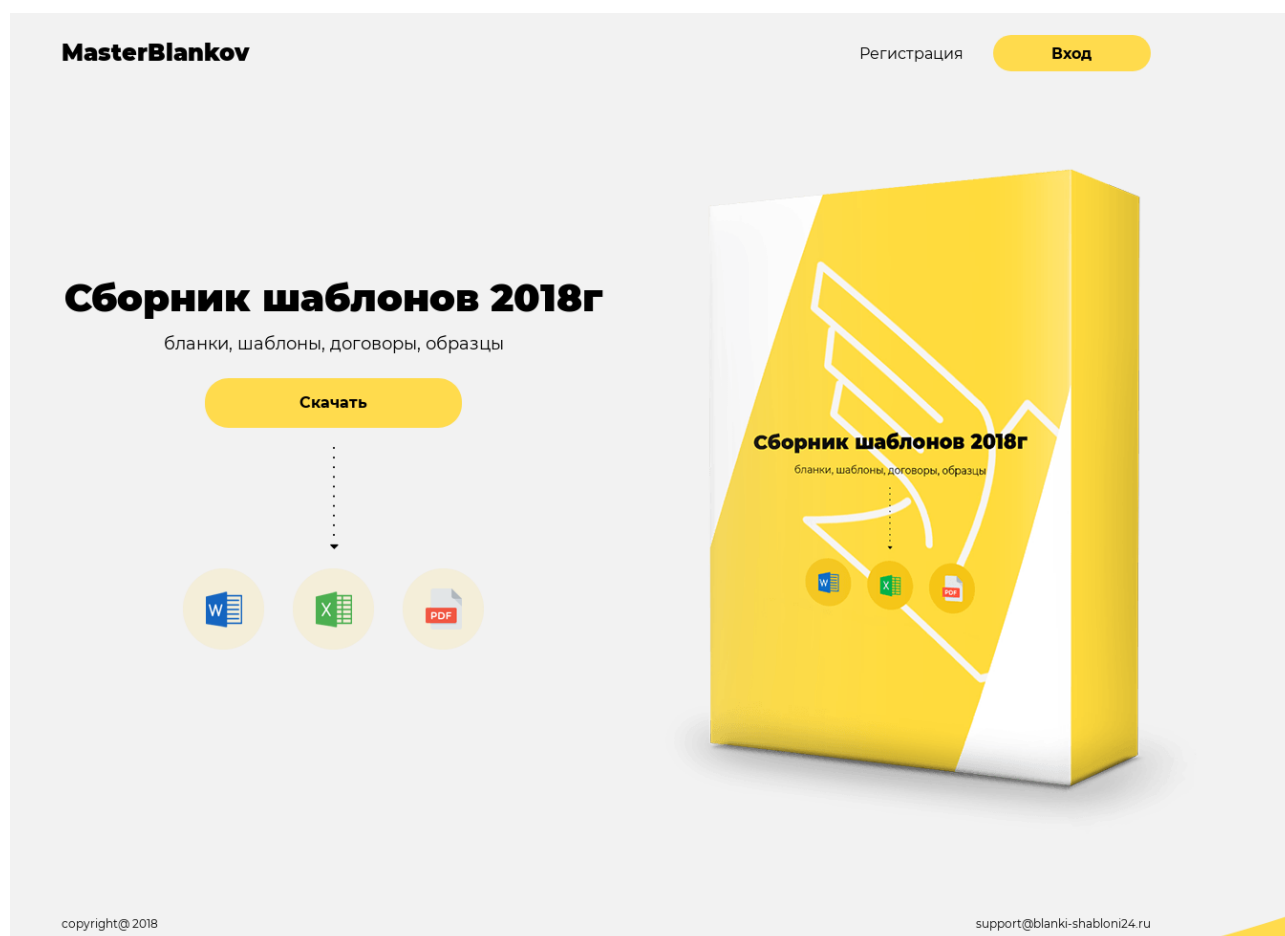 MasterBlankov
Регистрация
Вход
Сборник шаблонов 2018г
бланки, шаблоны, договоры, образцы
Скачать
W
X
PDF
Сборник шаблонов 2018г
бланки, шаблоны, договоры, образцы
W
X
PDF
copyright@ 2018
support@blanki-shabloni24.ru